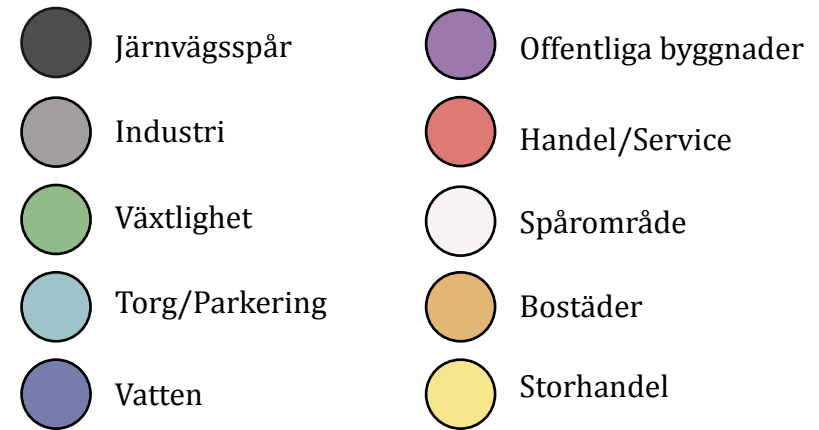 Järnvägsspår
Industri
Växtlighet
Torg/Parkering
Vatten
Offentliga byggnader
Handel/Service
Spårområde
Bostäder
Storhandel